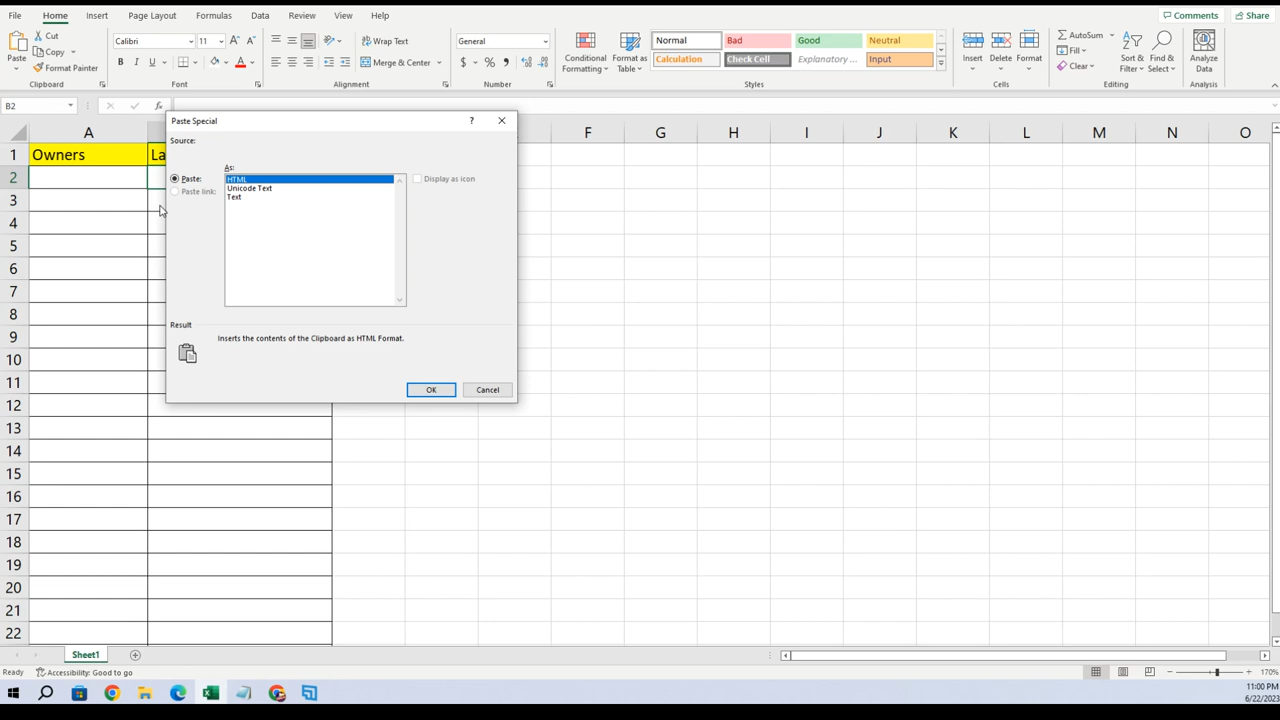 File Home Insert Page Layout Formulas Data Review View Help Comments Share
Paste Cut Copy Format Painter Clipboard
Calibri 11 B I U A Font
Wrap Text Merge & Center Alignment
General $ % , Number
Conditional Formatting Format as Table
Normal Bad Good Neutral
Calculation Check Cell Explanatory ... Input
Styles
Insert Delete Format Cells
AutoSum Fill Clear Sort & Filter Find & Select Editing
Analyze Data Analysis
B2 fx
A F G H I J K L M N O
1 Owners La
2
3
4
5
6
7
8
9
10
11
12
13
14
15
16
17
18
19
20
21
22
Paste Special ?
Source:
As:
Paste: HTML Display as icon
Paste link: Unicode Text
Text
Result
Inserts the contents of the Clipboard as HTML Format.
OK Cancel
Sheet1
Ready Accessibility: Good to go 170%
11:00 PM
6/22/2023